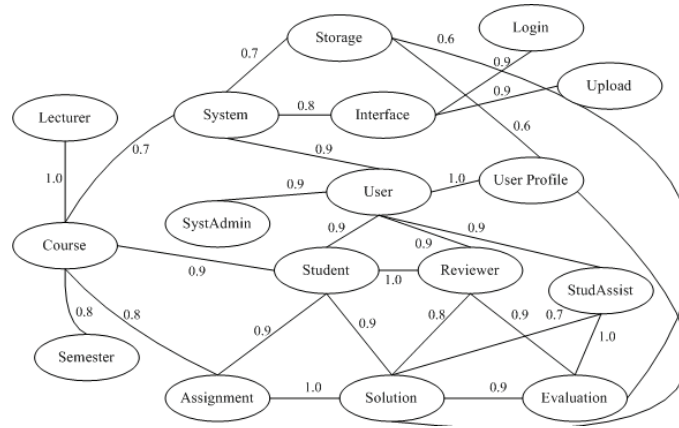 Login
0.6
Storage
0.7
0.9
0.9
Upload
System
0.8
Interface
Lecturer
0.7
0.9
0.6
1.0
0.9
User
1.0
User Profile
SystAdmin
0.9
0.9
0.9
Course
0.9
Student
1.0
Reviewer
StudAssist
0.8
0.8
0.9
0.9
0.8
0.9
0.7
1.0
Semester
Assignment
1.0
Solution
0.9
Evaluation